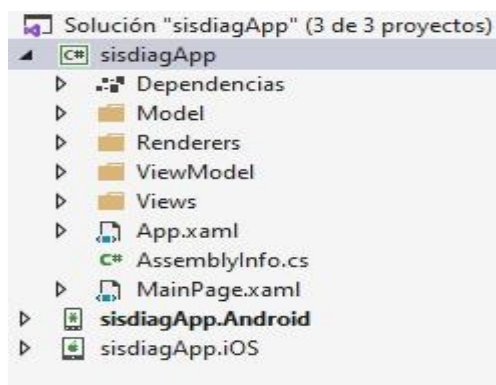 Solución "sisdiagApp" (3 de 3 proyectos)
C# sisdiagApp
Dependencias
Model
Renderers
ViewModel
Views
App.xaml
C# AssemblyInfo.cs
MainPage.xaml
sisdiagApp.Android
sisdiagApp.iOS